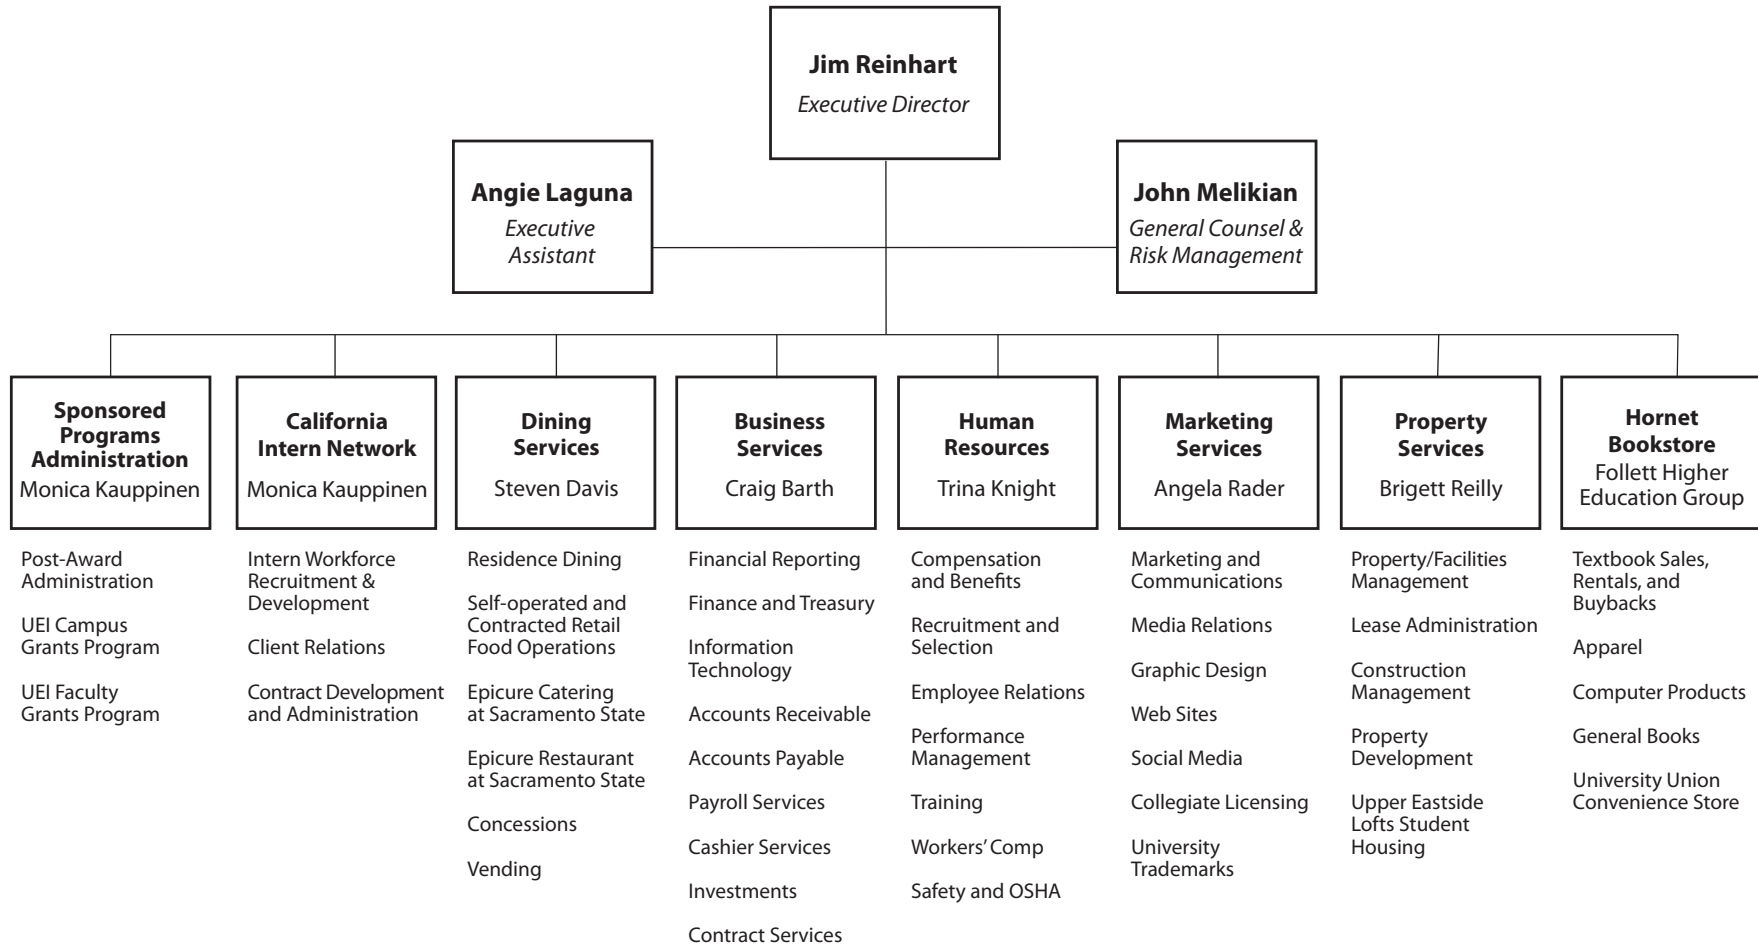 Jim Reinhart
Executive Director
Angie Laguna
Executive
Assistant
John Melikian
General Counsel &
Risk Management
Sponsored
Programs
Administration
Monica Kauppinen
Post-Award
Administration
UEI Campus
Grants Program
UEI Faculty
Grants Program
California
Intern Network
Monica Kauppinen
Intern Workforce
Recruitment &
Development
Client Relations
Contract Development
and Administration
Dining
Services
Steven Davis
Residence Dining
Self-operated and
Contracted Retail
Food Operations
Epicure Catering
at Sacramento State
Epicure Restaurant
at Sacramento State
Concessions
Vending
Business
Services
Craig Barth
Financial Reporting
Finance and Treasury
Information
Technology
Accounts Receivable
Accounts Payable
Payroll Services
Cashier Services
Investments
Contract Services
Human
Resources
Trina Knight
Compensation
and Benefits
Recruitment and
Selection
Employee Relations
Performance
Management
Training
Workers' Comp
Safety and OSHA
Marketing
Services
Angela Rader
Marketing and
Communications
Media Relations
Graphic Design
Web Sites
Social Media
Collegiate Licensing
University
Trademarks
Property
Services
Brigett Reilly
Property/Facilities
Management
Lease Administration
Construction
Management
Property
Development
Upper Eastside
Lofts Student
Housing
Hornet
Bookstore
Follett Higher
Education Group
Textbook Sales,
Rentals, and
Buybacks
Apparel
Computer Products
General Books
University Union
Convenience Store